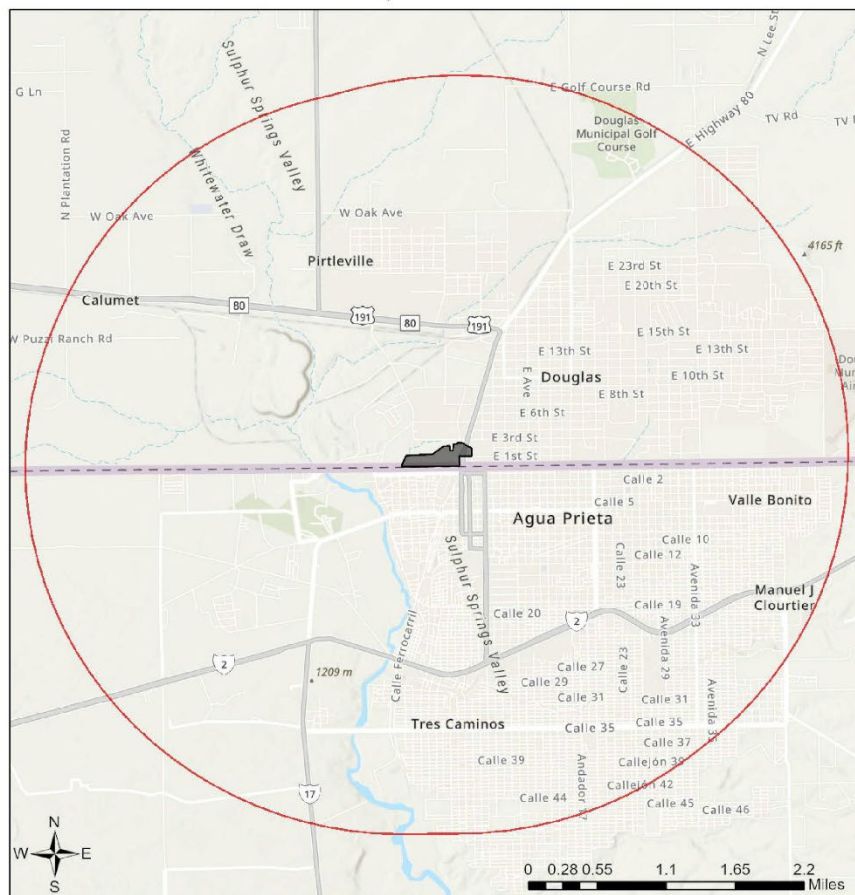 Sulphur Springs Valley
N Lee St
E Golf Course Rd
G Ln
Douglas
Municipal Golf
Course
E Highway 80
TV Rd
TV
N Plantation Rd
Whitewater Draw
W Oak Ave
W Oak Ave
4165 ft
Pirtleville
E 23rd St
E 20th St
Calumet
80
191
80
191
E 15th St
W Puzzi Ranch Rd
E 13th St
E 13th St
Douglas
E Ave
E 10th St
E 8th St
E 6th St
E 3rd St
E 1st St
Calle 2
Calle 5
Valle Bonito
Agua Prieta
Sulphur Springs Valley
Calle 10
Calle 12
Calle 23
Avenida 33
Manuel J
Clourtier
Calle 20
2
Calle 19
Calle Ferrocarril
2
Avenida 29
1209 m
Calle 27
Calle 29
Calle 23
Calle 31
Calle 31
Avenida 35
Tres Caminos
Calle 35
Calle 35
Calle 37
Calle 39
Callejón 39
Andador 17
Callejón 42
17
Calle 44
Calle 45
Calle 46
N
W E
S
0 0.28 0.55 1.1 1.65 2.2
Miles